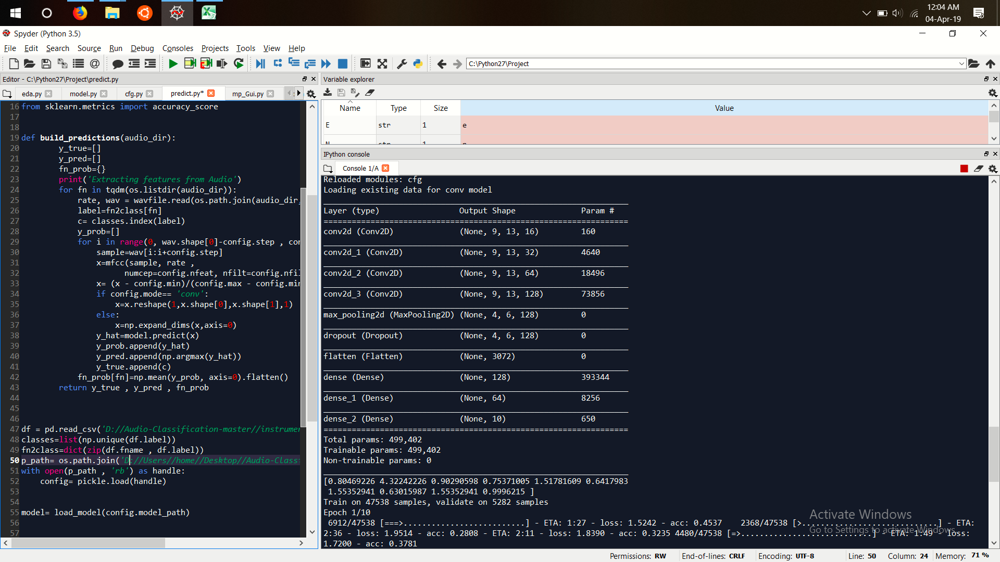 12:04 AM
04-Apr-19
Spyder (Python 3.5)
File Edit Search Source Run Debug Consoles Projects Tools View Help
C:\Python27\Project
Editor - C:\Python27\Project\predict.py
eda.py model.py cfg.py predict.py* mp_Gui.py
16 from sklearn.metrics import accuracy_score
17
18
19 def build_predictions(audio_dir):
20 y_true=[]
21 y_pred=[]
22 fn_prob={}
23 print('Extracting features from Audio')
24 for fn in tqdm(os.listdir(audio_dir)):
25 rate, wav = wavfile.read(os.path.join(audio_dir,
26 label=fn2class[fn]
27 c= classes.index(label)
28 y_prob=[]
29 for i in range(0, wav.shape[0]-config.step , con
30 sample=wav[i:i+config.step]
31 x=mfcc(sample, rate ,
32 numcep=config.nfeat, nfilt=config.nfil
33 x= (x - config.min)/(config.max - config.min
34 if config.mode== 'conv':
35 x=x.reshape(1,x.shape[0],x.shape[1],1)
36 else:
37 x=np.expand_dims(x,axis=0)
38 y_hat=model.predict(x)
39 y_prob.append(y_hat)
40 y_pred.append(np.argmax(y_hat))
41 y_true.append(c)
42 fn_prob[fn]=np.mean(y_prob, axis=0).flatten()
43 return y_true , y_pred , fn_prob
44
45
46
47 df = pd.read_csv('D://Audio-Classification-master//instrumen
48 classes=list(np.unique(df.label))
49 fn2class=dict(zip(df.fname , df.label))
50 p_path= os.path.join('D://Users//home//Desktop//Audio-Classi
51 with open(p_path , 'rb') as handle:
52 config= pickle.load(handle)
53
54
55 model= load_model(config.model_path)
56
57
Variable explorer
Name Type Size Value
E str 1 e
N str 1 n
IPython console
Console 1/A
Reloaded modules: cfg
Loading existing data for conv model
_________________________________________________________________
Layer (type) Output Shape Param #
=================================================================
conv2d (Conv2D) (None, 9, 13, 16) 160
_________________________________________________________________
conv2d_1 (Conv2D) (None, 9, 13, 32) 4640
_________________________________________________________________
conv2d_2 (Conv2D) (None, 9, 13, 64) 18496
_________________________________________________________________
conv2d_3 (Conv2D) (None, 9, 13, 128) 73856
_________________________________________________________________
max_pooling2d (MaxPooling2D) (None, 4, 6, 128) 0
_________________________________________________________________
dropout (Dropout) (None, 4, 6, 128) 0
_________________________________________________________________
flatten (Flatten) (None, 3072) 0
_________________________________________________________________
dense (Dense) (None, 128) 393344
_________________________________________________________________
dense_1 (Dense) (None, 64) 8256
_________________________________________________________________
dense_2 (Dense) (None, 10) 650
=================================================================
Total params: 499,402
Trainable params: 499,402
Non-trainable params: 0
_________________________________________________________________
[0.80469226 4.32242226 0.90290598 0.75371005 1.51781609 0.6417983
1.55352941 0.63015987 1.55352941 0.9996215 ]
Train on 47538 samples, validate on 5282 samples
Epoch 1/10
6912/47538 [===>..........................] - ETA: 1:27 - loss: 1.5242 - acc: 0.4537 2368/47538 [>.............................] - ETA:
2:36 - loss: 1.9514 - acc: 0.2808 - ETA: 2:11 - loss: 1.8390 - acc: 0.3235 4480/47538 [=>............................] - ETA: 1:49 - loss:
1.7200 - acc: 0.3781
Activate Windows
Go to Settings to activate Windows.
Permissions: RW End-of-lines: CRLF Encoding: UTF-8 Line: 50 Column: 24 Memory: 71 %